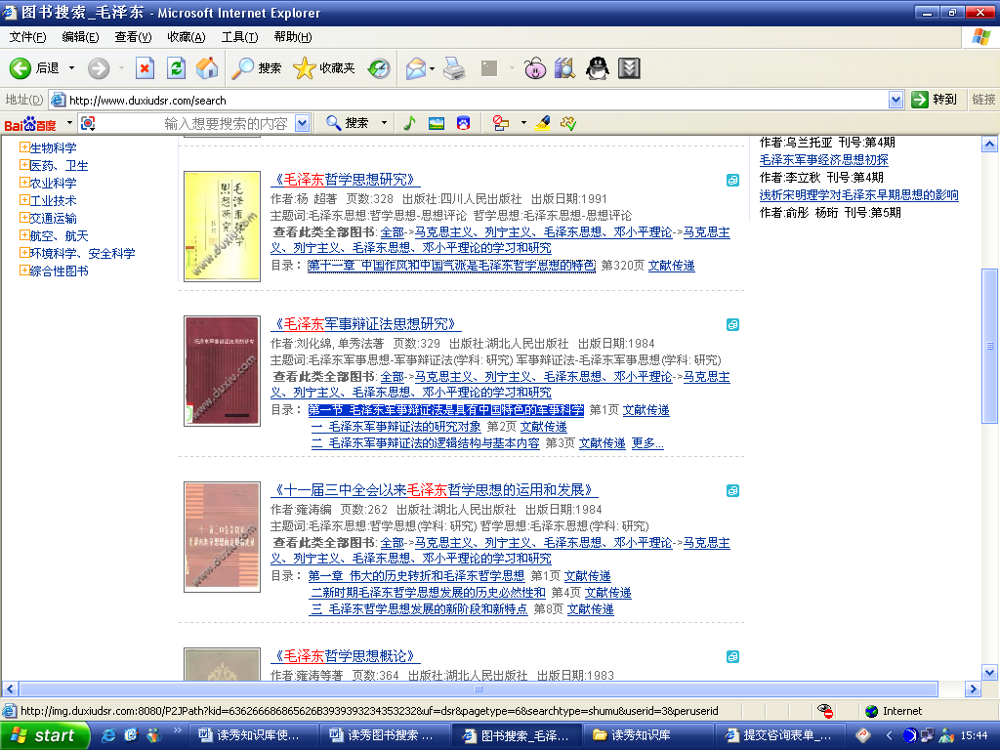 图书搜索_毛泽东 - Microsoft Internet Explorer
文件(F) 编辑(E) 查看(V) 收藏(A) 工具(T) 帮助(H)
后退 搜索 收藏夹
地址(D) http://www.duxiudsr.com/search 转到 链接
Bai百度 输入想要搜索的内容 搜索
生物科学
医药、卫生
农业科学
工业技术
交通运输
航空、航天
环境科学、安全科学
综合性图书
《毛泽东哲学思想研究》
作者:杨 超著 页数:328 出版社:四川人民出版社 出版日期:1991
主题词:毛泽东思想:哲学思想-思想评论 哲学思想:毛泽东思想-思想评论
查看此类全部图书: 全部->马克思主义、列宁主义、毛泽东思想、邓小平理论->马克思主
义、列宁主义、毛泽东思想、邓小平理论的学习和研究
目录： 第十一章 中国作风和中国气派是毛泽东哲学思想的特色 第320页 文献传递
《毛泽东军事辩证法思想研究》
作者:刘化绵, 单秀法著 页数:329 出版社:湖北人民出版社 出版日期:1984
主题词:毛泽东军事思想-军事辩证法(学科: 研究) 军事辩证法-毛泽东军事思想(学科: 研究)
查看此类全部图书: 全部->马克思主义、列宁主义、毛泽东思想、邓小平理论->马克思主
义、列宁主义、毛泽东思想、邓小平理论的学习和研究
目录： 第一节 毛泽东军事辩证法是具有中国特色的军事科学 第1页 文献传递
一 毛泽东军事辩证法的研究对象 第2页 文献传递
二 毛泽东军事辩证法的逻辑结构与基本内容 第3页 文献传递 更多...
《十一届三中全会以来毛泽东哲学思想的运用和发展》
作者:雍涛编 页数:262 出版社:湖北人民出版社 出版日期:1984
主题词:毛泽东思想:哲学思想(学科: 研究) 哲学思想:毛泽东思想(学科: 研究)
查看此类全部图书: 全部->马克思主义、列宁主义、毛泽东思想、邓小平理论->马克思主
义、列宁主义、毛泽东思想、邓小平理论的学习和研究
目录： 第一章 伟大的历史转折和毛泽东哲学思想 第1页 文献传递
二新时期毛泽东哲学思想发展的历史必然性和 第4页 文献传递
三 毛泽东哲学思想发展的新阶段和新特点 第8页 文献传递
《毛泽东哲学思想概论》
作者:雍涛等著 页数:364 出版社:湖北人民出版社 出版日期:1983
作者:乌兰托亚 刊号:第4期
毛泽东军事经济思想初探
作者:李立秋 刊号:第4期
浅析宋明理学对毛泽东早期思想的影响
作者:俞彤 杨珩 刊号:第5期
毛泽东哲学
思想研究
www.duxiu.com
毛泽东军事辩证法思想研究
www.duxiu.com
www.duxiu.com
http://img.duxiudsr.com:8080/P2JPath?kid=63626686865626B39393932343532332&uf=dsr&pagetype=6&searchtype=shumu&userid=3&peruserid Internet
start 读秀知识库使... 读秀图书搜索 ... 图书搜索_毛泽... 读秀知识库 提交咨询表单_... 15:44